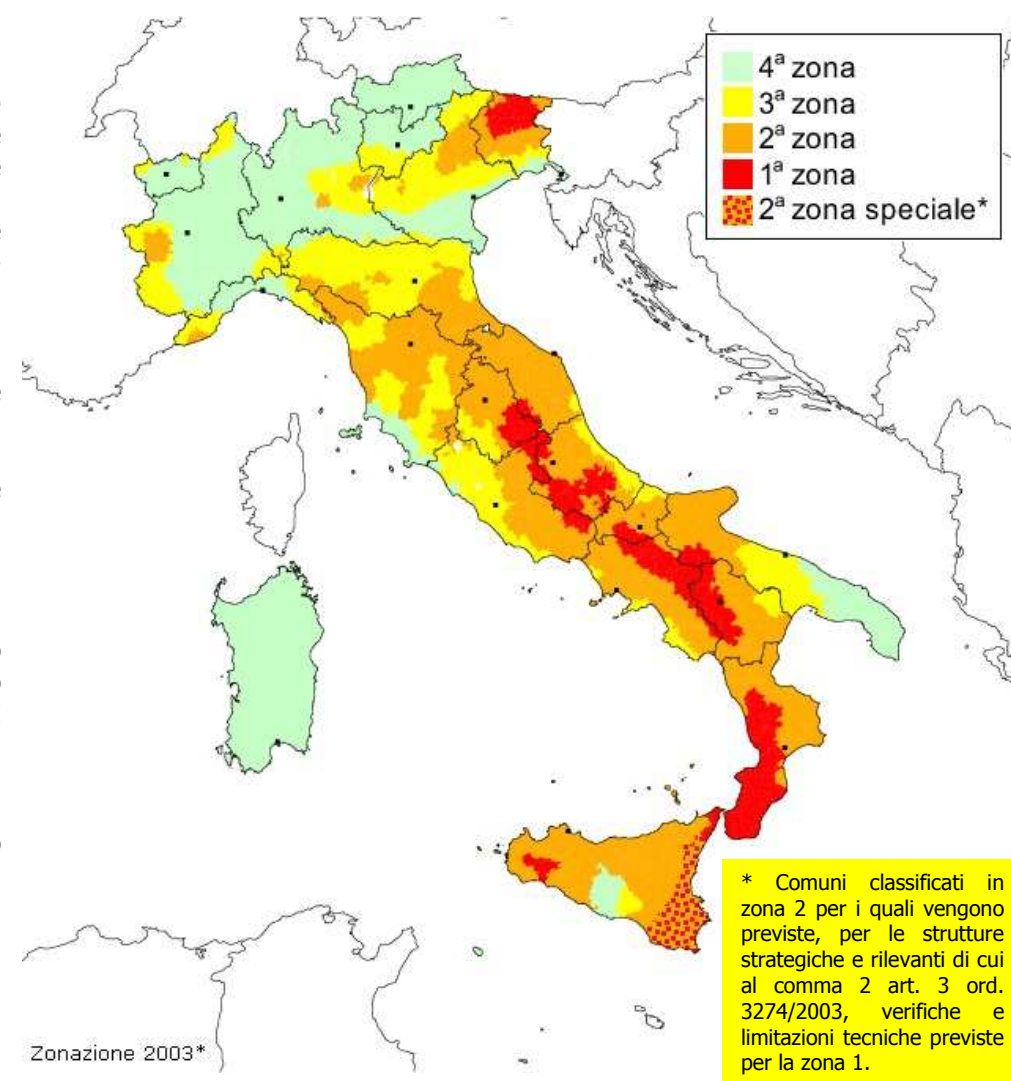 4ª zona
3ª zona
2ª zona
1ª zona
2ª zona speciale*
* Comuni classificati in
zona 2 per i quali vengono
previste, per le strutture
strategiche e rilevanti di cui
al comma 2 art. 3 ord.
3274/2003, verifiche e
limitazioni tecniche previste
per la zona 1.
Zonazione 2003*